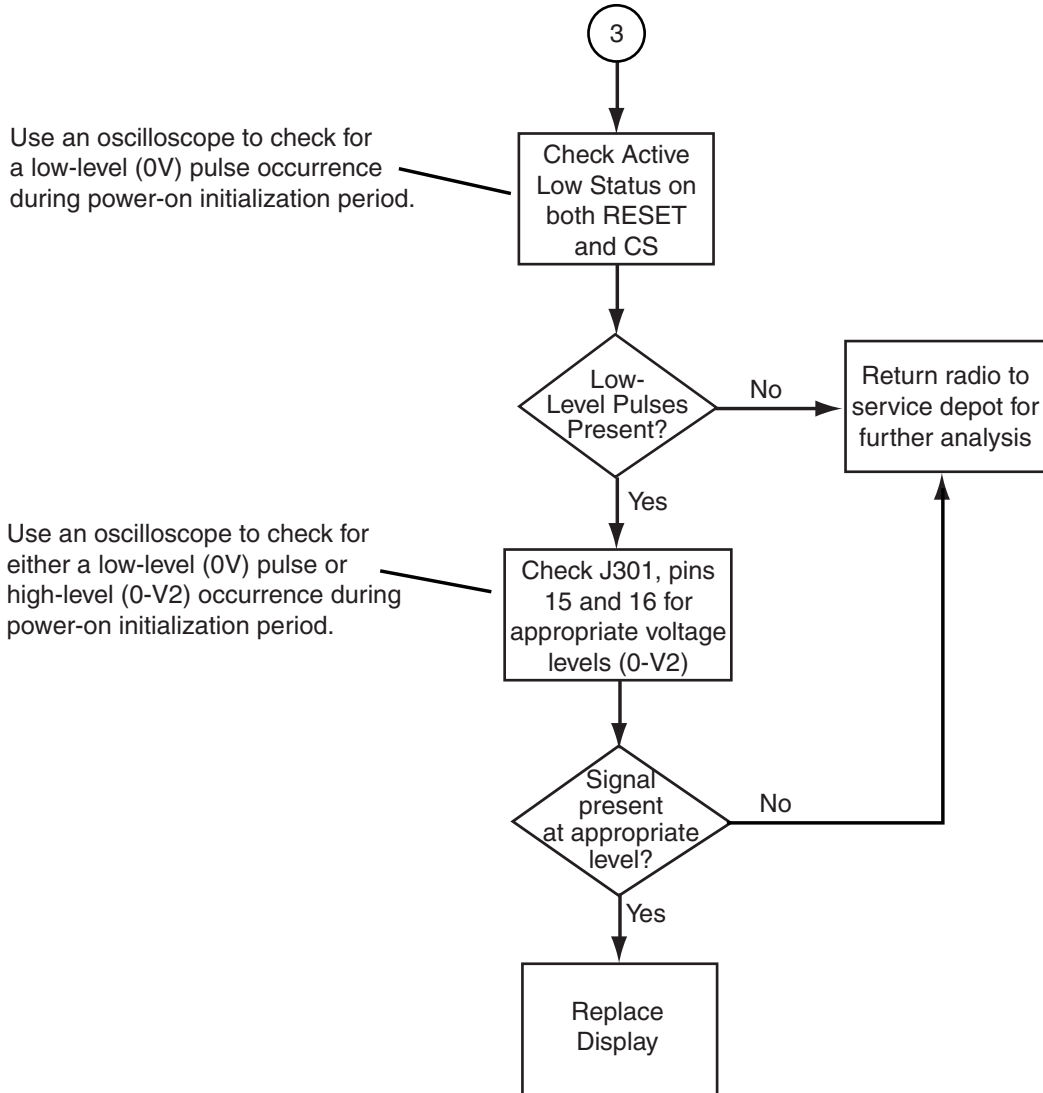 3
Use an oscilloscope to check for
a low-level (0V) pulse occurrence
during power-on initialization period.
Check Active
Low Status on
both RESET
and CS
Low-
Level Pulses
Present?
No
Return radio to
service depot for
further analysis
Yes
Use an oscilloscope to check for
either a low-level (0V) pulse or
high-level (0-V2) occurrence during
power-on initialization period.
Check J301, pins
15 and 16 for
appropriate voltage
levels (0-V2)
Signal
present
at appropriate
level?
No
Yes
Replace
Display